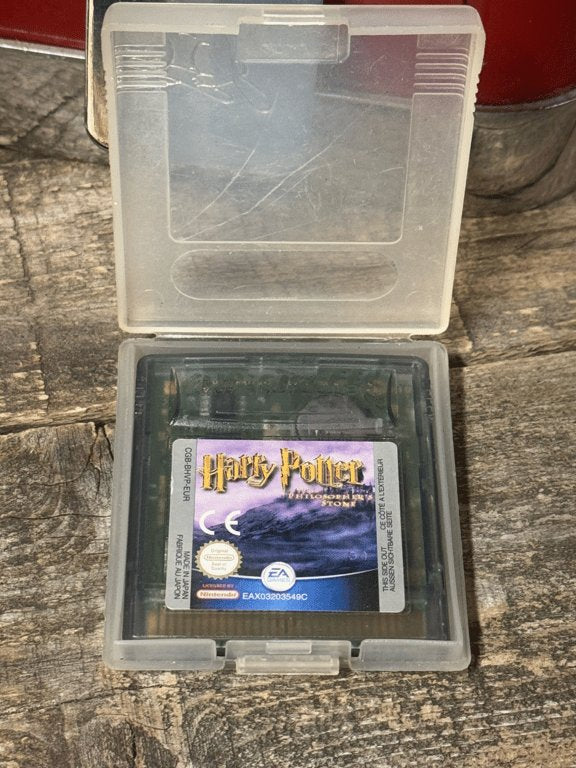 Harry Potter
PHILOSOPHER'S
STONE
CGB-BHVP-EUR
MADE IN JAPAN
FABRIQUE AU JAPON
CE
Original
Nintendo
Seal of
Quality
LICENSED BY
Nintendo
EA
GAMES
EAX03203549C
THIS SIDE OUT
CE CÔTÉ A L'EXTERIEUR
AUSSEN SICHTBARE SEITE